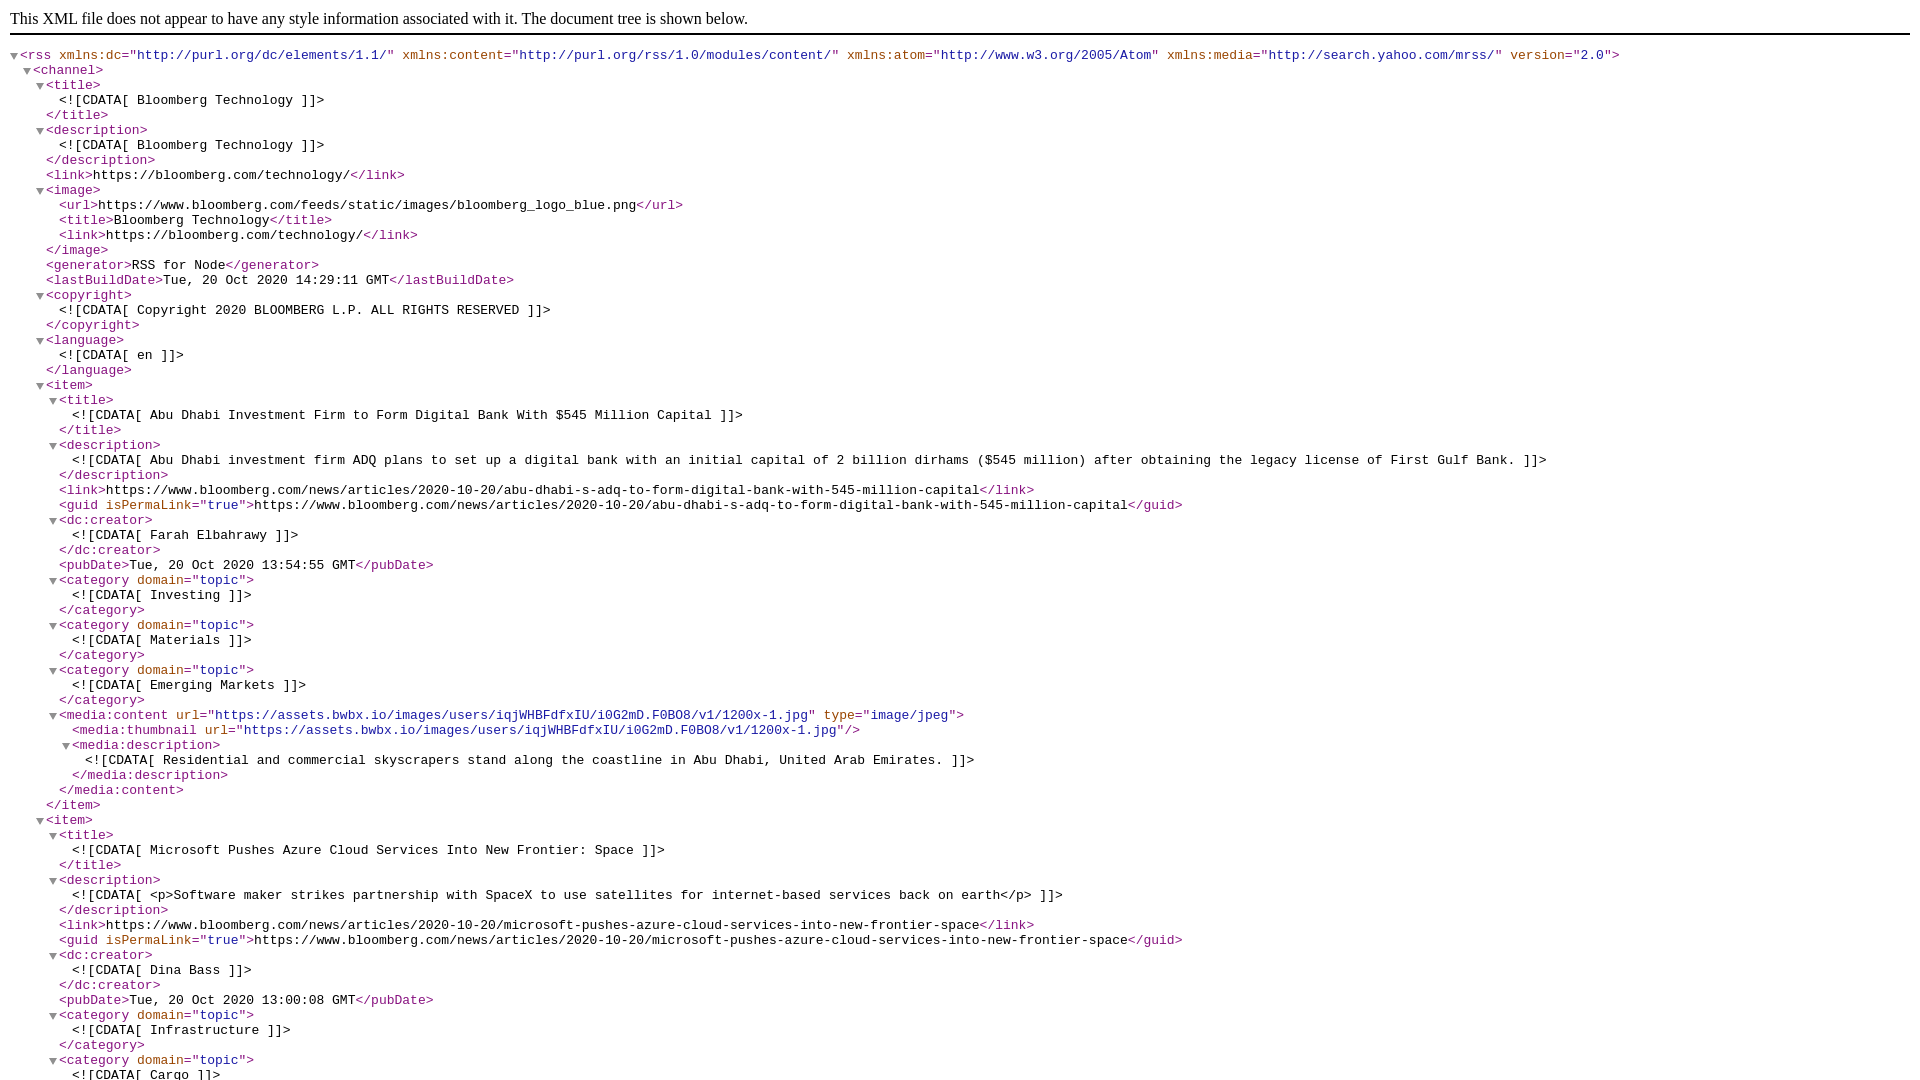 This XML file does not appear to have any style information associated with it. The document tree is shown below.
<rss xmlns:dc="http://purl.org/dc/elements/1.1/" xmlns:content="http://purl.org/rss/1.0/modules/content/" xmlns:atom="http://www.w3.org/2005/Atom" xmlns:media="http://search.yahoo.com/mrss/" version="2.0">
<channel>
<title>
<![CDATA[ Bloomberg Technology ]]>
</title>
<description>
<![CDATA[ Bloomberg Technology ]]>
</description>
<link>https://bloomberg.com/technology/</link>
<image>
<url>https://www.bloomberg.com/feeds/static/images/bloomberg_logo_blue.png</url>
<title>Bloomberg Technology</title>
<link>https://bloomberg.com/technology/</link>
</image>
<generator>RSS for Node</generator>
<lastBuildDate>Tue, 20 Oct 2020 14:29:11 GMT</lastBuildDate>
<copyright>
<![CDATA[ Copyright 2020 BLOOMBERG L.P. ALL RIGHTS RESERVED ]]>
</copyright>
<language>
<![CDATA[ en ]]>
</language>
<item>
<title>
<![CDATA[ Abu Dhabi Investment Firm to Form Digital Bank With $545 Million Capital ]]>
</title>
<description>
<![CDATA[ Abu Dhabi investment firm ADQ plans to set up a digital bank with an initial capital of 2 billion dirhams ($545 million) after obtaining the legacy license of First Gulf Bank. ]]>
</description>
<link>https://www.bloomberg.com/news/articles/2020-10-20/abu-dhabi-s-adq-to-form-digital-bank-with-545-million-capital</link>
<guid isPermaLink="true">https://www.bloomberg.com/news/articles/2020-10-20/abu-dhabi-s-adq-to-form-digital-bank-with-545-million-capital</guid>
<dc:creator>
<![CDATA[ Farah Elbahrawy ]]>
</dc:creator>
<pubDate>Tue, 20 Oct 2020 13:54:55 GMT</pubDate>
<category domain="topic">
<![CDATA[ Investing ]]>
</category>
<category domain="topic">
<![CDATA[ Materials ]]>
</category>
<category domain="topic">
<![CDATA[ Emerging Markets ]]>
</category>
<media:content url="https://assets.bwbx.io/images/users/iqjWHBFdfxIU/i0G2mD.F0BO8/v1/1200x-1.jpg" type="image/jpeg">
<media:thumbnail url="https://assets.bwbx.io/images/users/iqjWHBFdfxIU/i0G2mD.F0BO8/v1/1200x-1.jpg"/>
<media:description>
<![CDATA[ Residential and commercial skyscrapers stand along the coastline in Abu Dhabi, United Arab Emirates. ]]>
</media:description>
</media:content>
</item>
<item>
<title>
<![CDATA[ Microsoft Pushes Azure Cloud Services Into New Frontier: Space ]]>
</title>
<description>
<![CDATA[ <p>Software maker strikes partnership with SpaceX to use satellites for internet-based services back on earth</p> ]]>
</description>
<link>https://www.bloomberg.com/news/articles/2020-10-20/microsoft-pushes-azure-cloud-services-into-new-frontier-space</link>
<guid isPermaLink="true">https://www.bloomberg.com/news/articles/2020-10-20/microsoft-pushes-azure-cloud-services-into-new-frontier-space</guid>
<dc:creator>
<![CDATA[ Dina Bass ]]>
</dc:creator>
<pubDate>Tue, 20 Oct 2020 13:00:08 GMT</pubDate>
<category domain="topic">
<![CDATA[ Infrastructure ]]>
</category>
<category domain="topic">
<![CDATA[ Cargo ]]>